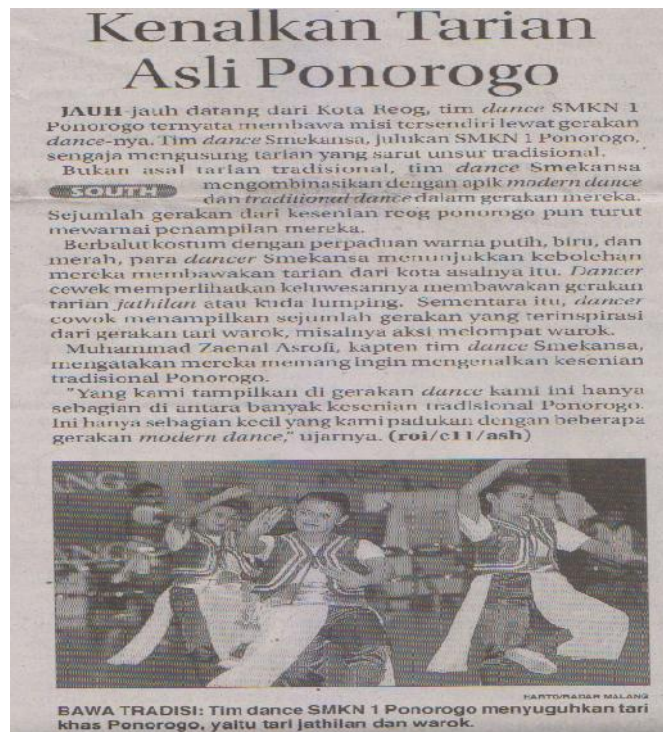 Kenalkan Tarian
Asli Ponorogo
JAUH-jauh datang dari Kota Reog, tim dance SMKN 1
Ponorogo ternyata membawa misi tersendiri lewat gerakan
dance-nya. Tim dance Smekansa, julukan SMKN 1 Ponorogo,
sengaja mengusung tarian yang sarat unsur tradisional.
Bukan asal tarian tradisional, tim dance Smekansa
SOUTH
mengombinasikan dengan apik modern dance
dan traditional dance dalam gerakan mereka.
Sejumlah gerakan dari kesenian reog ponorogo pun turut
mewarnai penampilan mereka.
Berbalut kostum dengan perpaduan warna putih, biru, dan
merah, para dancer Smekansa menunjukkan kebolehan
mereka membawakan tarian dari kota asalnya itu. Dancer
cewek memperlihatkan keluwesannya membawakan gerakan
tarian jathilan atau kuda lumping. Sementara itu, dancer
cowok menampilkan sejumlah gerakan yang terinspirasi
dari gerakan tari warok, misalnya aksi melompat warok.
Muhammad Zaenal Asrofi, kapten tim dance Smekansa,
mengatakan mereka memang ingin mengenalkan kesenian
tradisional Ponorogo.
"Yang kami tampilkan di gerakan dance kami ini hanya
sebagian di antara banyak kesenian tradisional Ponorogo.
Ini hanya sebagian kecil yang kami padukan dengan beberapa
gerakan modern dance," ujarnya. (roi/c11/ash)
ANG
ANG
HARTO/RADAR MALANG
BAWA TRADISI: Tim dance SMKN 1 Ponorogo menyuguhkan tari
khas Ponorogo, yaitu tari jathilan dan warok.